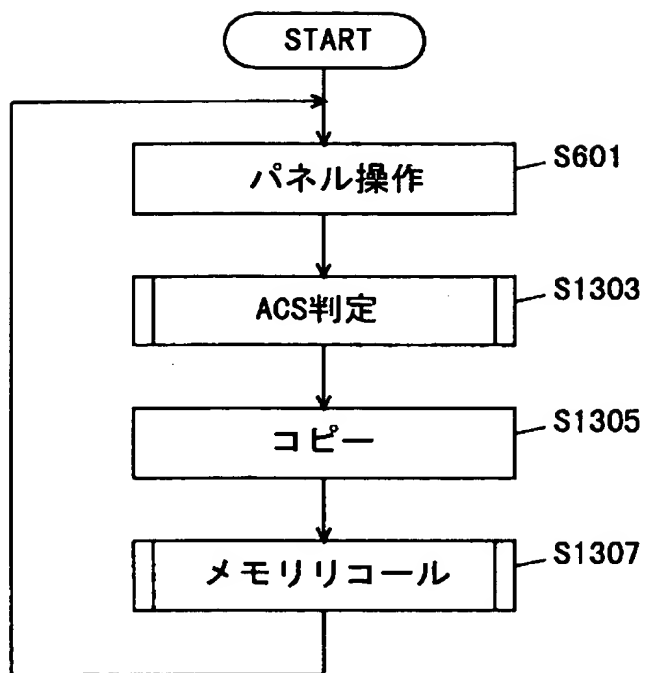 START
パネル操作
S601
ACS判定
S1303
コピー
S1305
メモリリコール
S1307